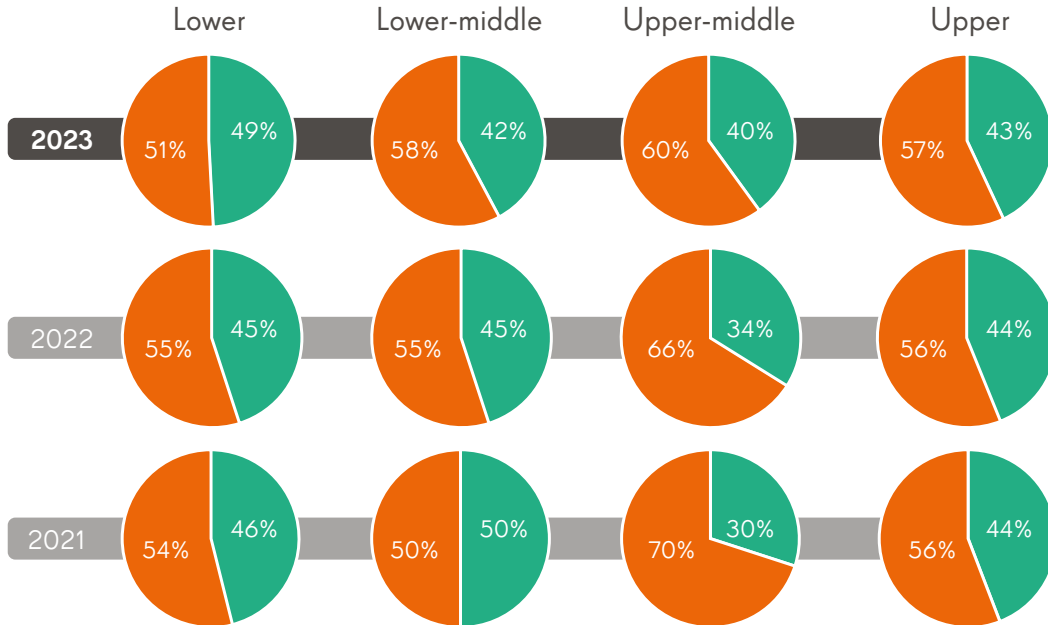 Lower Lower-middle Upper-middle Upper
2023 51% 49% 58% 42% 60% 40% 57% 43%
2022 55% 45% 55% 45% 66% 34% 56% 44%
2021 54% 46% 50% 50% 70% 30% 56% 44%